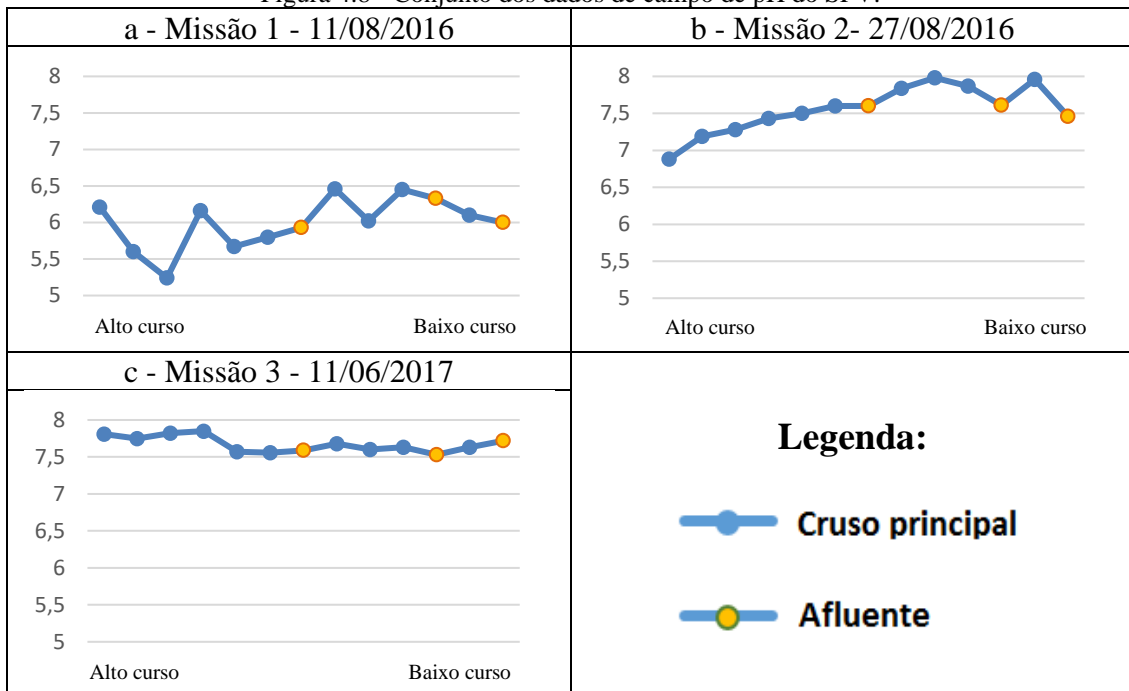 a - Missão 1 - 11/08/2016
b - Missão 2- 27/08/2016
8
7,5
7
6,5
6
5,5
5
Alto curso
Baixo curso
8
7,5
7
6,5
6
5,5
5
Alto curso
Baixo curso
c - Missão 3 - 11/06/2017
8
7,5
7
6,5
6
5,5
5
Alto curso
Baixo curso
Legenda:
Cruso principal
Afluente